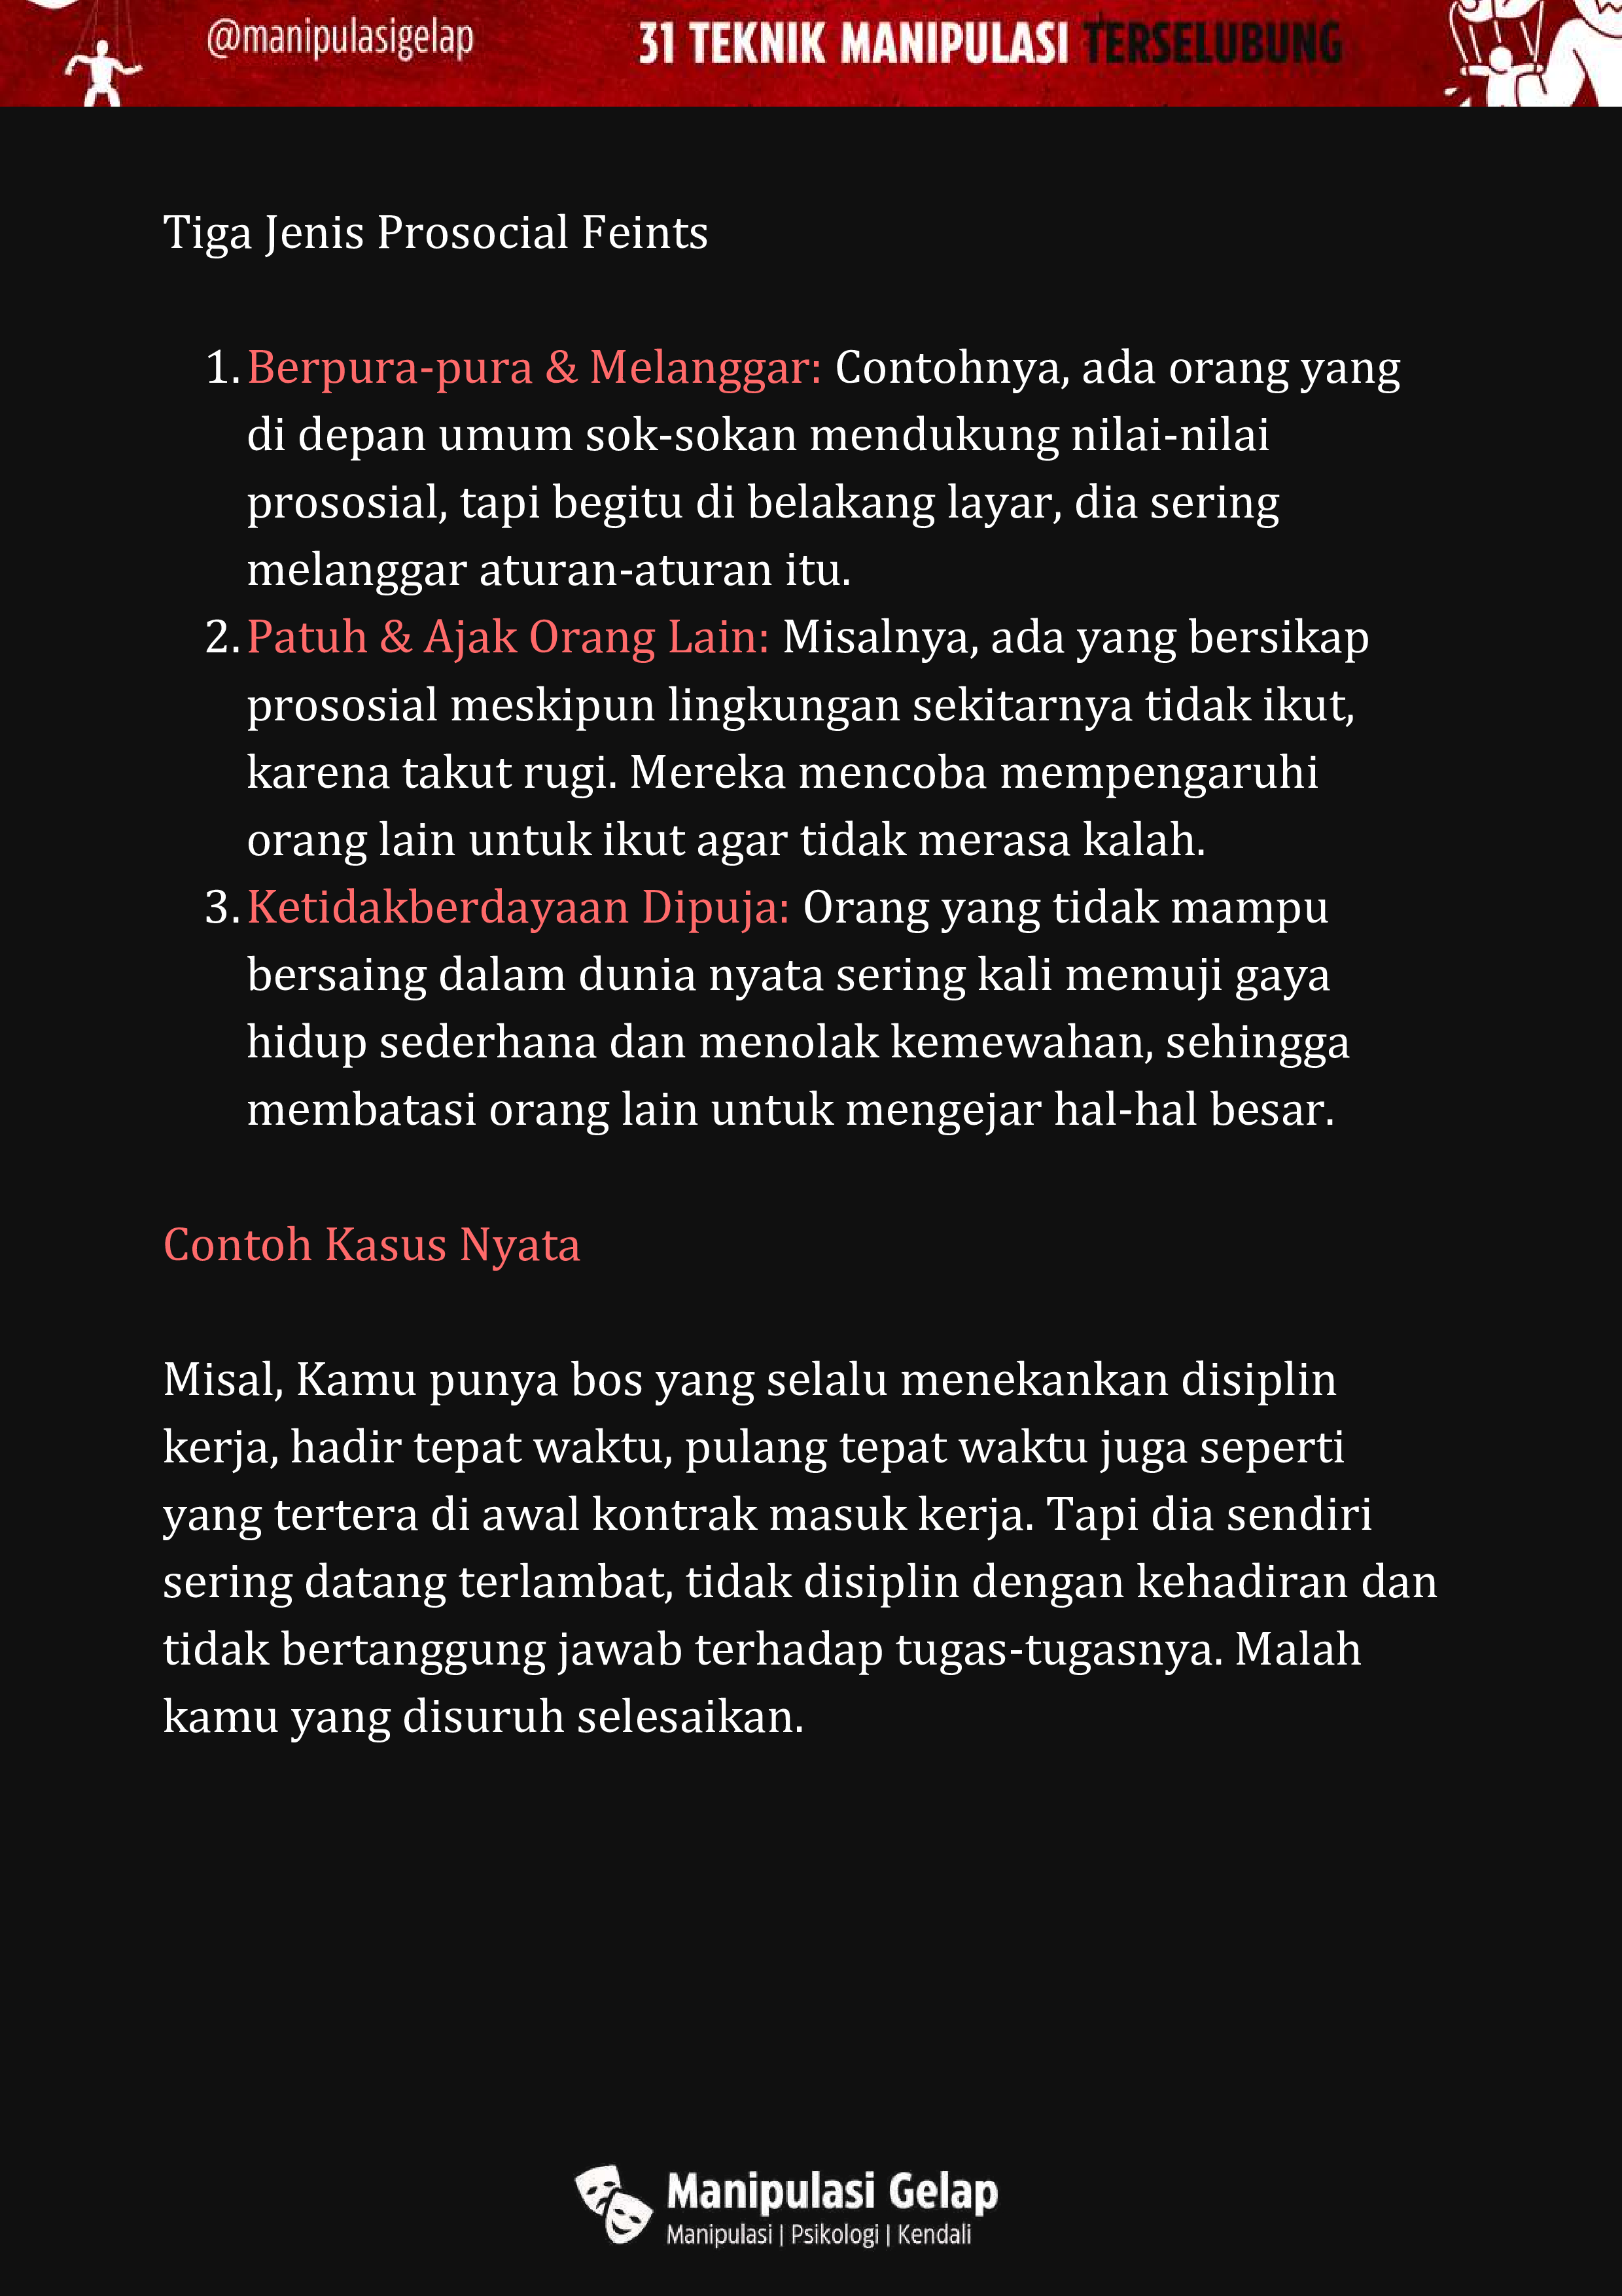 @manipulasigelap
31 TEKNIK MANIPULASI TERSELUBUNG
Tiga Jenis Prosocial Feints
1. Berpura-pura & Melanggar: Contohnya, ada orang yang
di depan umum sok-sokan mendukung nilai-nilai
prososial, tapi begitu di belakang layar, dia sering
melanggar aturan-aturan itu.
2. Patuh & Ajak Orang Lain: Misalnya, ada yang bersikap
prososial meskipun lingkungan sekitarnya tidak ikut,
karena takut rugi. Mereka mencoba mempengaruhi
orang lain untuk ikut agar tidak merasa kalah.
3. Ketidakberdayaan Dipuja: Orang yang tidak mampu
bersaing dalam dunia nyata sering kali memuji gaya
hidup sederhana dan menolak kemewahan, sehingga
membatasi orang lain untuk mengejar hal-hal besar.
Contoh Kasus Nyata
Misal, Kamu punya bos yang selalu menekankan disiplin
kerja, hadir tepat waktu, pulang tepat waktu juga seperti
yang tertera di awal kontrak masuk kerja. Tapi dia sendiri
sering datang terlambat, tidak disiplin dengan kehadiran dan
tidak bertanggung jawab terhadap tugas-tugasnya. Malah
kamu yang disuruh selesaikan.
Manipulasi Gelap
Manipulasi | Psikologi | Kendali